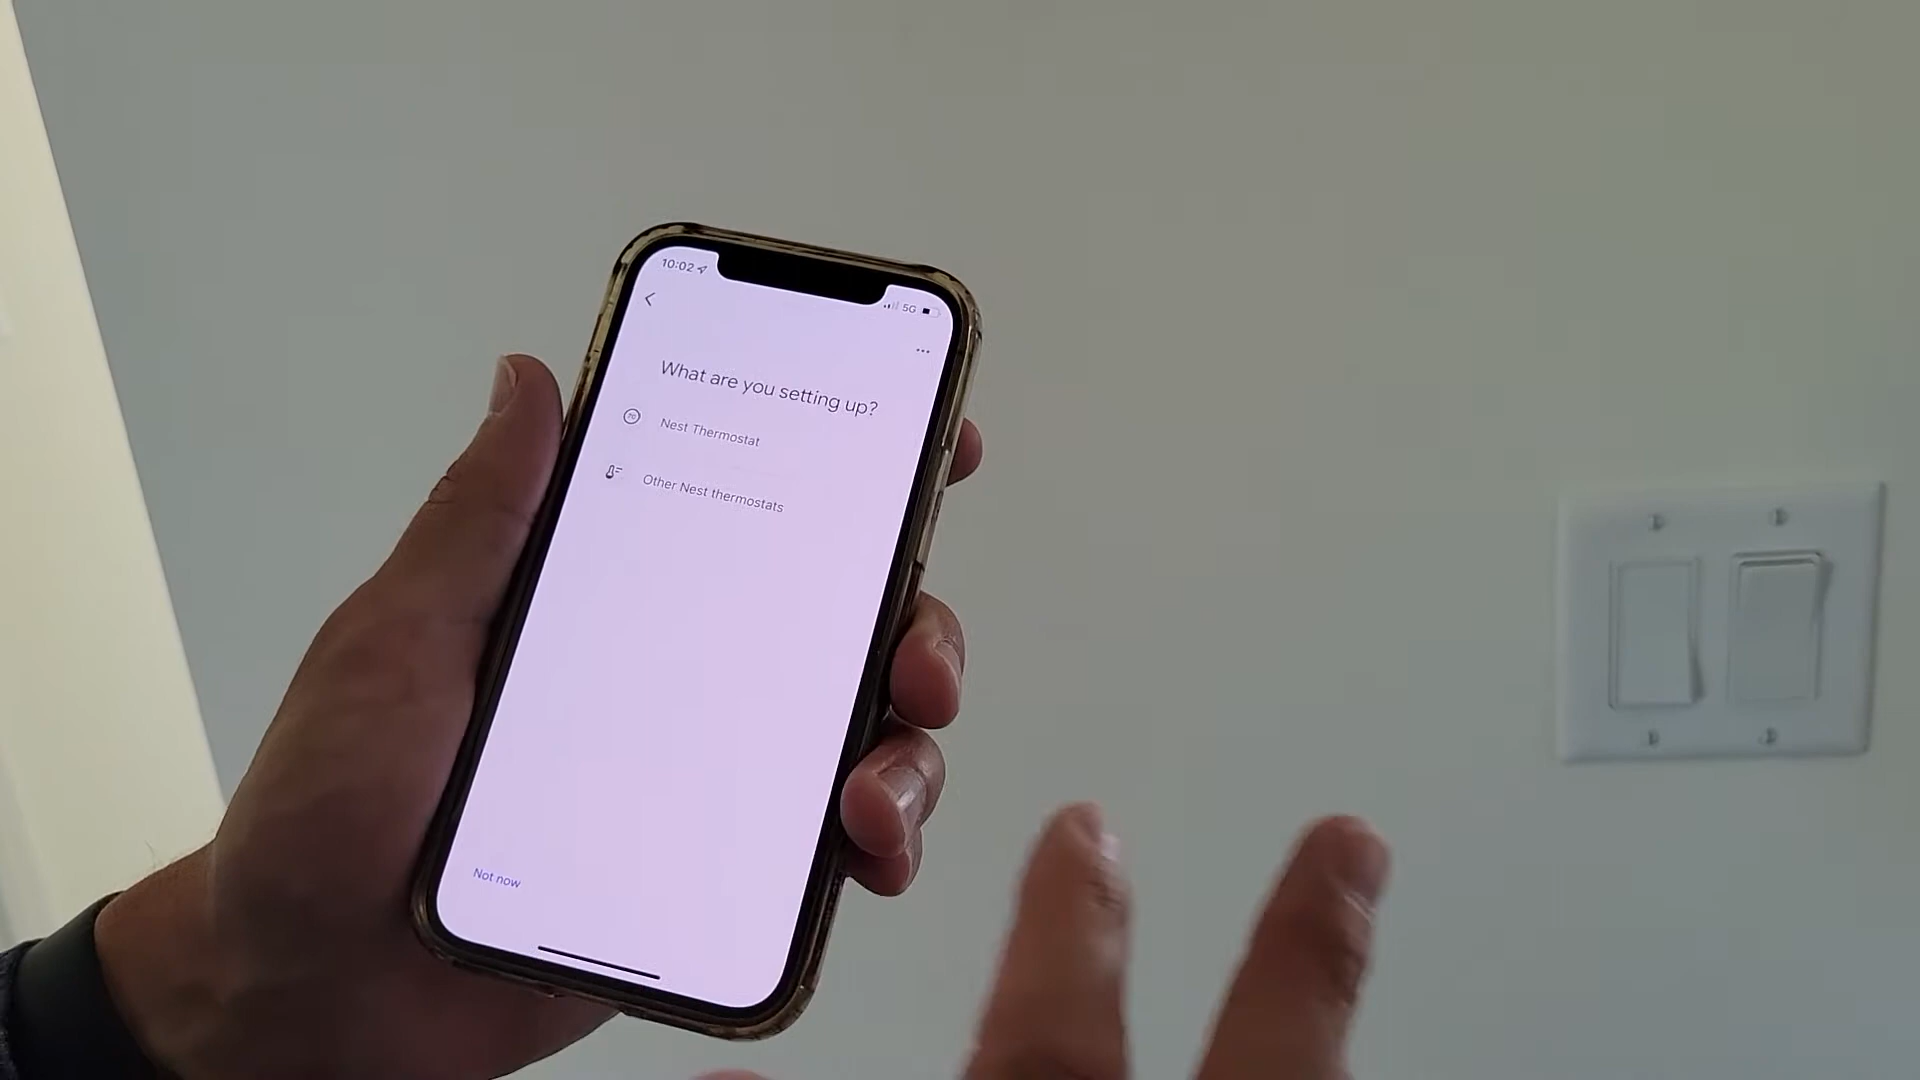 10:02
5G
What are you setting up?
Nest Thermostat
Other Nest thermostats
Not now